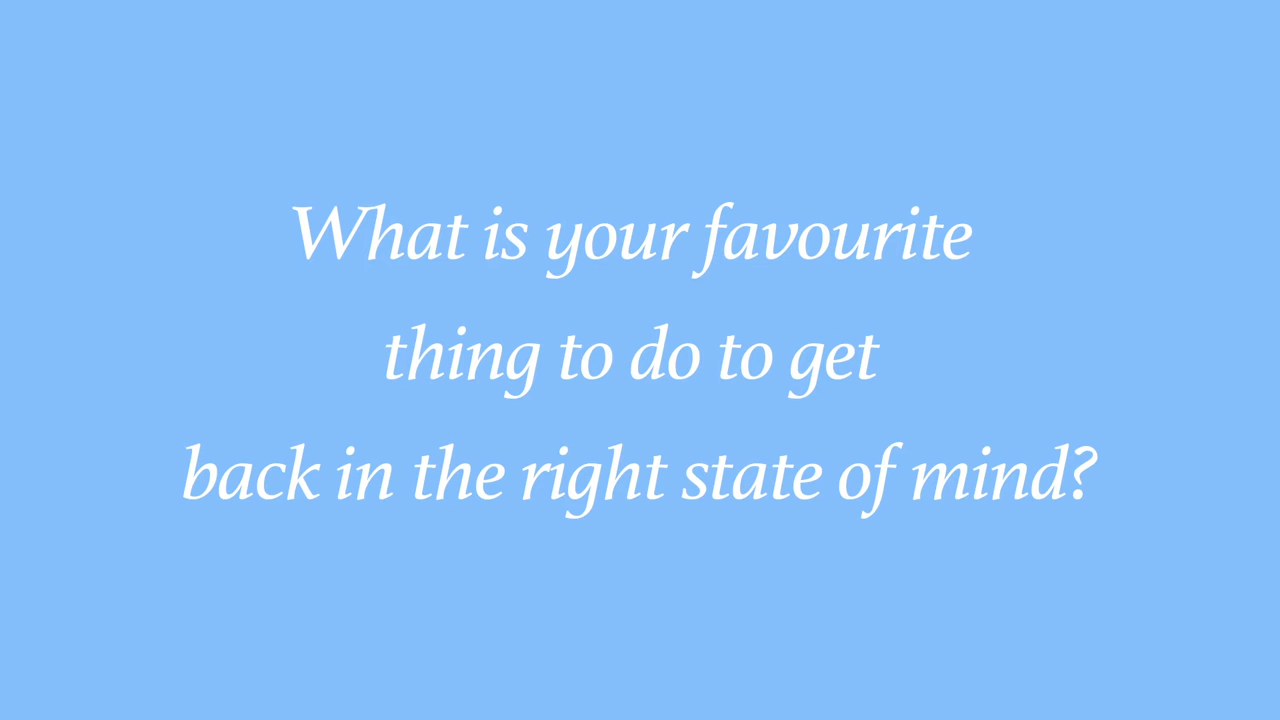 What is your favourite
thing to do to get
back in the right state of mind?